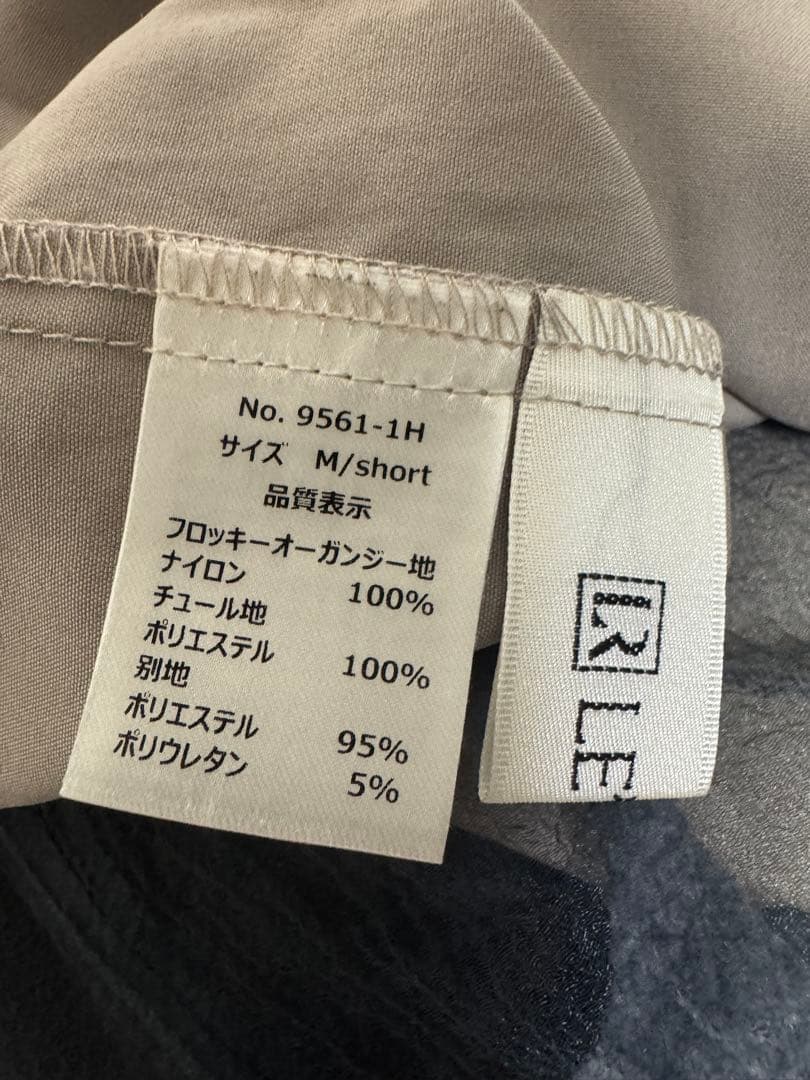 No. 9561-1H
サイズ M/short
品質表示
フロッキーオーガンジー地
ナイロン 100%
チュール地
ポリエステル 100%
別地
ポリエステル 95%
ポリウレタン 5%
LR
LE